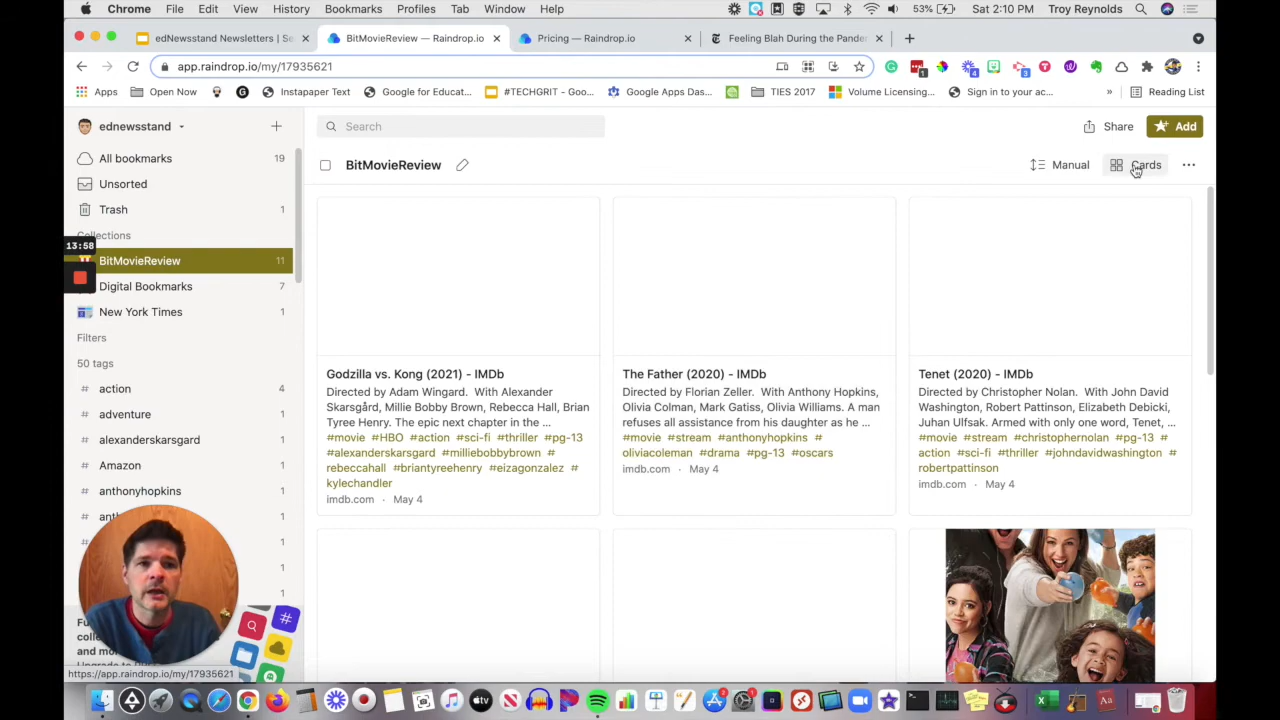 Chrome File Edit View History Bookmarks Profiles Tab Window Help 53% Sat 2:10 PM Troy Reynolds
edNewsstand Newsletters | Se BitMovieReview — Raindrop.io Pricing — Raindrop.io Feeling Blah During the Pander
app.raindrop.io/my/17935621
Apps Open Now Instapaper Text Google for Educat... #TECHGRIT - Goo... Google Apps Das... TIES 2017 Volume Licensing... Sign in to your ac... » Reading List
ednewsstand
Search
Share
Add
All bookmarks 19
Unsorted
Trash 1
Collections
13:58
BitMovieReview 11
Digital Bookmarks 7
New York Times 1
Filters
50 tags
# action 4
# adventure 1
# alexanderskarsgard 1
# Amazon 1
# anthonyhopkins 1
# 1
1
1
1
https://app.raindrop.io/my/17935621
BitMovieReview
Manual
Cards
Godzilla vs. Kong (2021) - IMDb
Directed by Adam Wingard. With Alexander
Skarsgård, Millie Bobby Brown, Rebecca Hall, Brian
Tyree Henry. The epic next chapter in the ...
#movie #HBO #action #sci-fi #thriller #pg-13
#alexanderskarsgard #milliebobbybrown #
rebeccahall #briantyreehenry #eizagonzalez #
kylechandler
imdb.com · May 4
The Father (2020) - IMDb
Directed by Florian Zeller. With Anthony Hopkins,
Olivia Colman, Mark Gatiss, Olivia Williams. A man
refuses all assistance from his daughter as he ...
#movie #stream #anthonyhopkins #
oliviacoleman #drama #pg-13 #oscars
imdb.com · May 4
Tenet (2020) - IMDb
Directed by Christopher Nolan. With John David
Washington, Robert Pattinson, Elizabeth Debicki,
Juhan Ulfsak. Armed with only one word, Tenet, ...
#movie #stream #christophernolan #pg-13 #
action #sci-fi #thriller #johndavidwashington #
robertpattinson
imdb.com · May 4